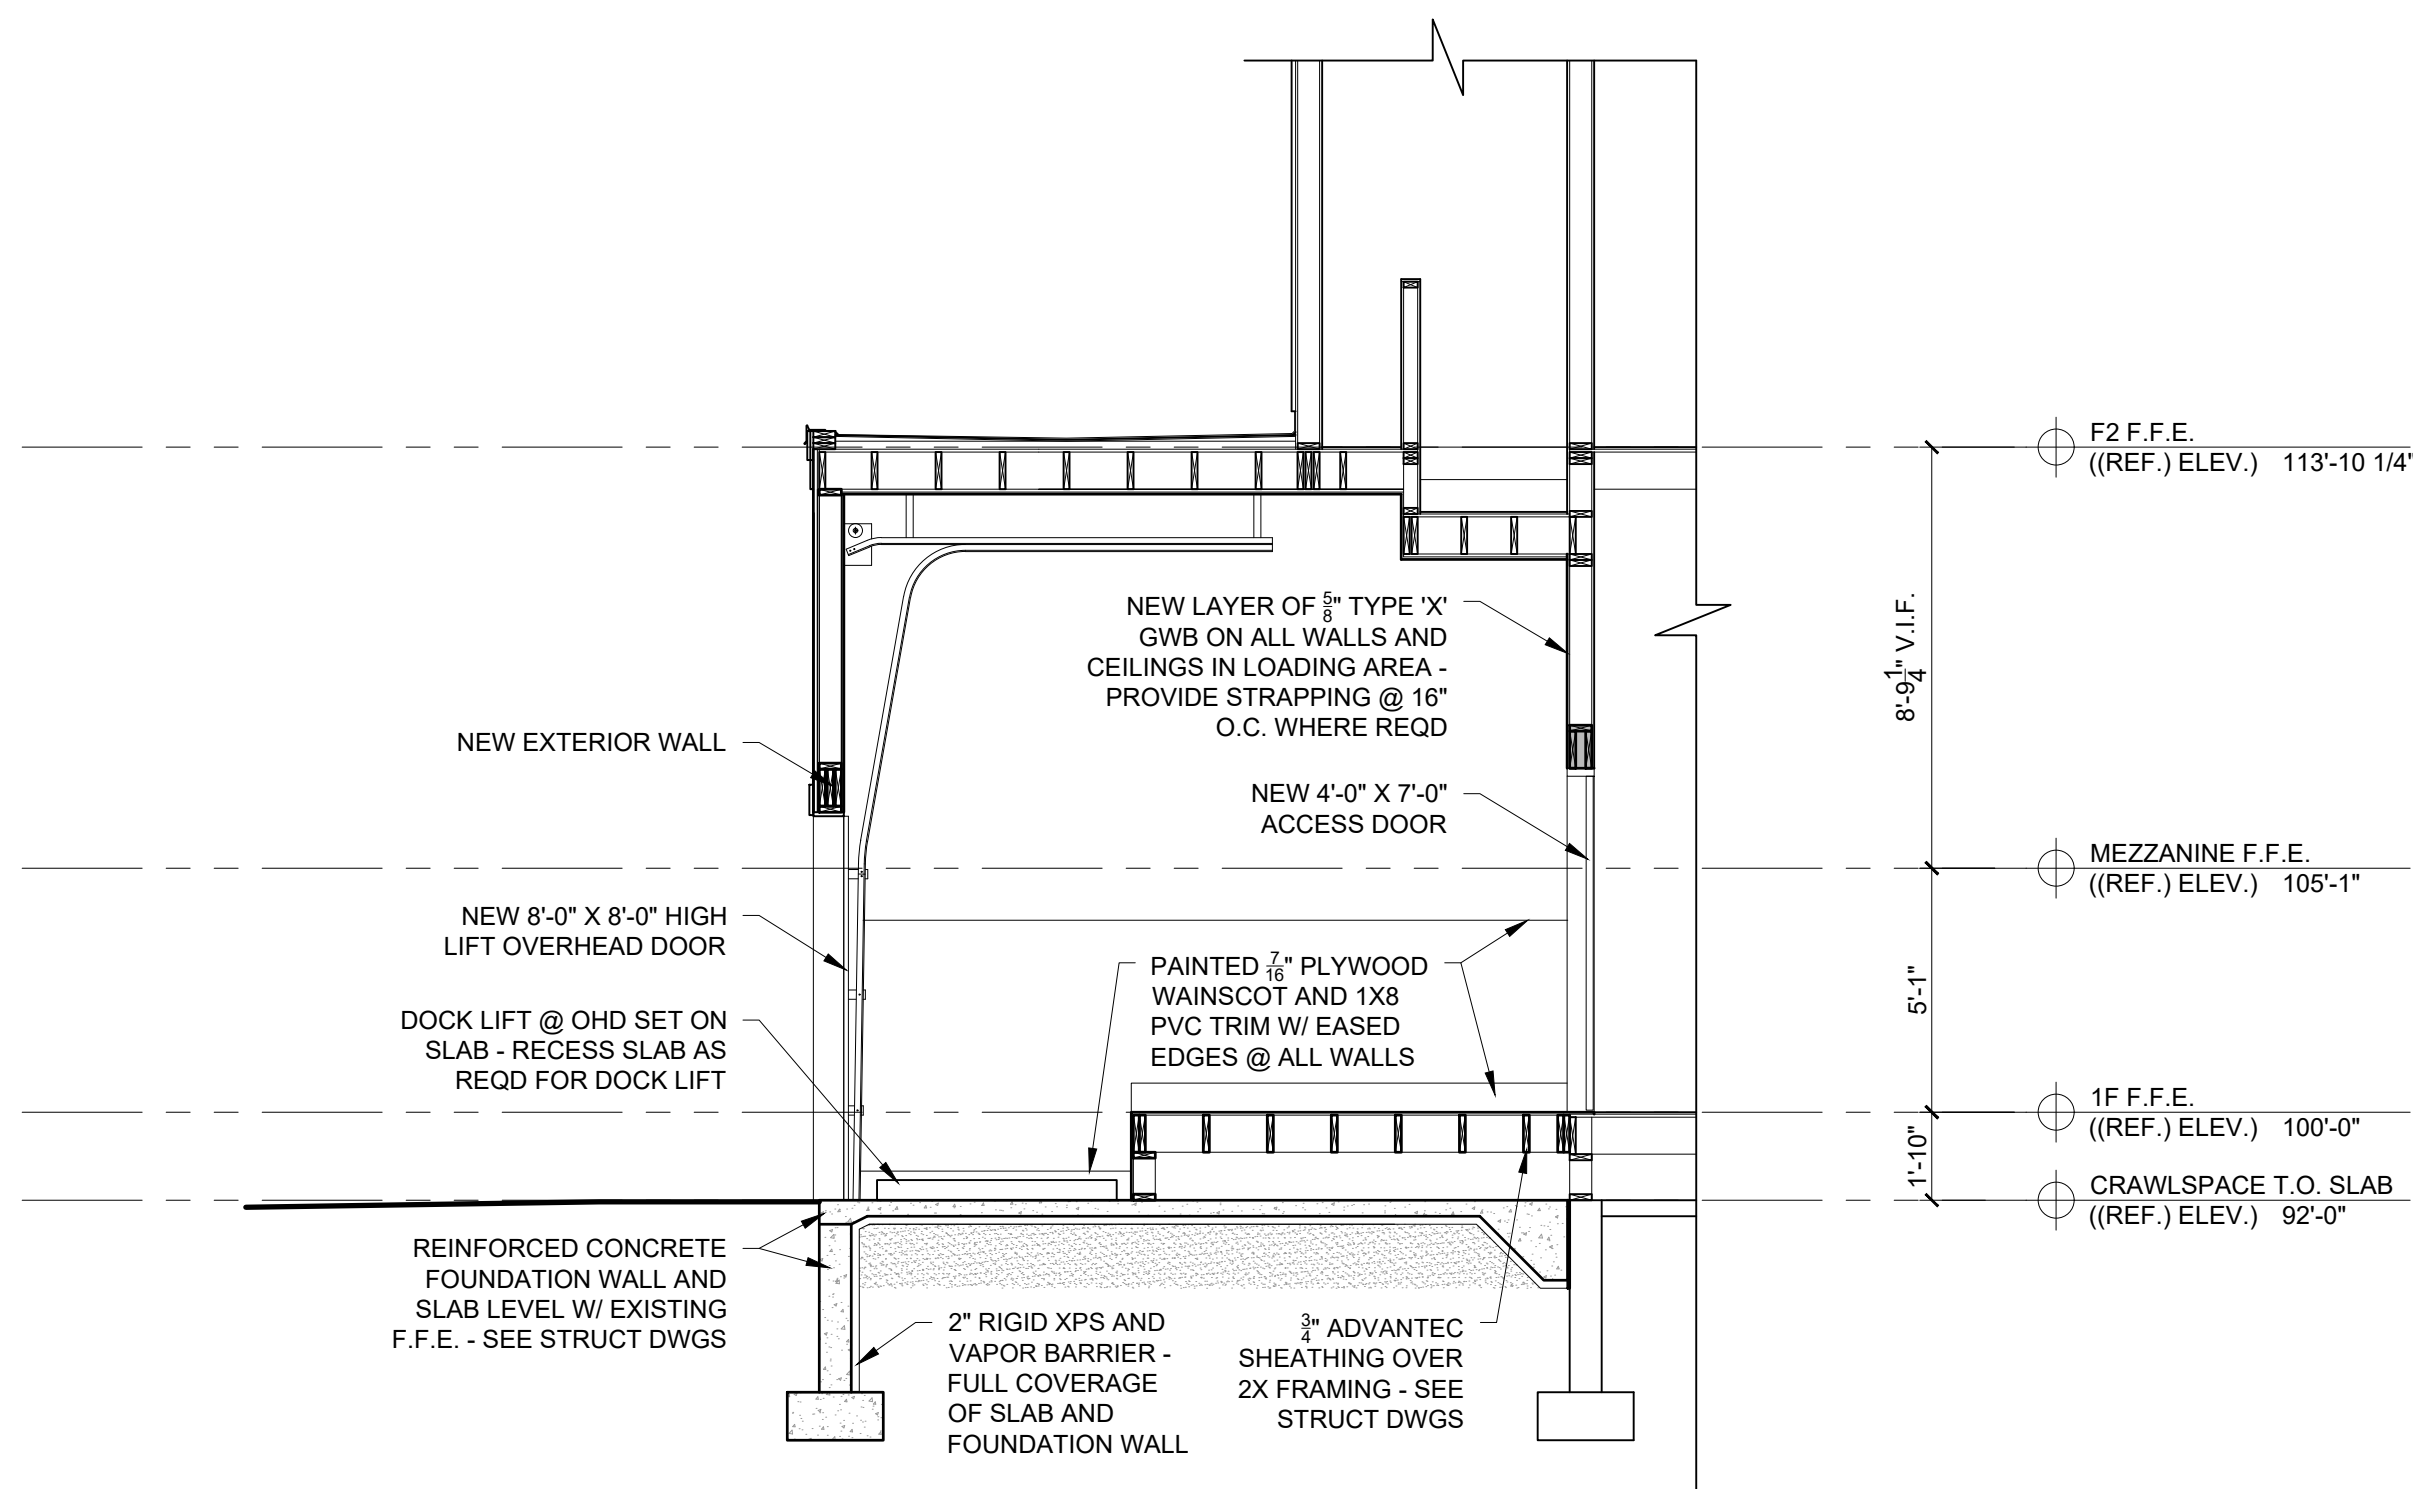 F2 F.F.E.
((REF.) ELEV.) 113'-10 1/4"
NEW LAYER OF 5/8" TYPE 'X'
GWB ON ALL WALLS AND
CEILINGS IN LOADING AREA -
PROVIDE STRAPPING @ 16"
O.C. WHERE REQD
8'-9 1/4" V.I.F.
NEW EXTERIOR WALL
NEW 4'-0" X 7'-0"
ACCESS DOOR
MEZZANINE F.F.E.
((REF.) ELEV.) 105'-1"
NEW 8'-0" X 8'-0" HIGH
LIFT OVERHEAD DOOR
PAINTED 7/16" PLYWOOD
WAINSCOT AND 1X8
PVC TRIM W/ EASED
EDGES @ ALL WALLS
5'-1"
DOCK LIFT @ OHD SET ON
SLAB - RECESS SLAB AS
REQD FOR DOCK LIFT
1F F.F.E.
((REF.) ELEV.) 100'-0"
1'-10"
CRAWLSPACE T.O. SLAB
((REF.) ELEV.) 92'-0"
REINFORCED CONCRETE
FOUNDATION WALL AND
SLAB LEVEL W/ EXISTING
F.F.E. - SEE STRUCT DWGS
2" RIGID XPS AND
VAPOR BARRIER -
FULL COVERAGE
OF SLAB AND
FOUNDATION WALL
3/4" ADVANTEC
SHEATHING OVER
2X FRAMING - SEE
STRUCT DWGS